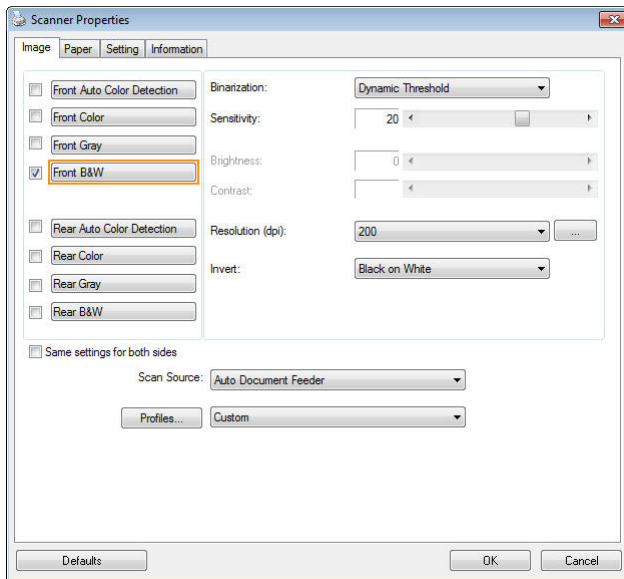 Scanner Properties
Image Paper Setting Information
Front Auto Color Detection
Front Color
Front Gray
Front B&W
Rear Auto Color Detection
Rear Color
Rear Gray
Rear B&W
Binarization: Dynamic Threshold
Sensitivity: 20
Brightness: 0
Contrast:
Resolution (dpi): 200 ...
Invert: Black on White
Same settings for both sides
Scan Source: Auto Document Feeder
Profiles... Custom
Defaults OK Cancel